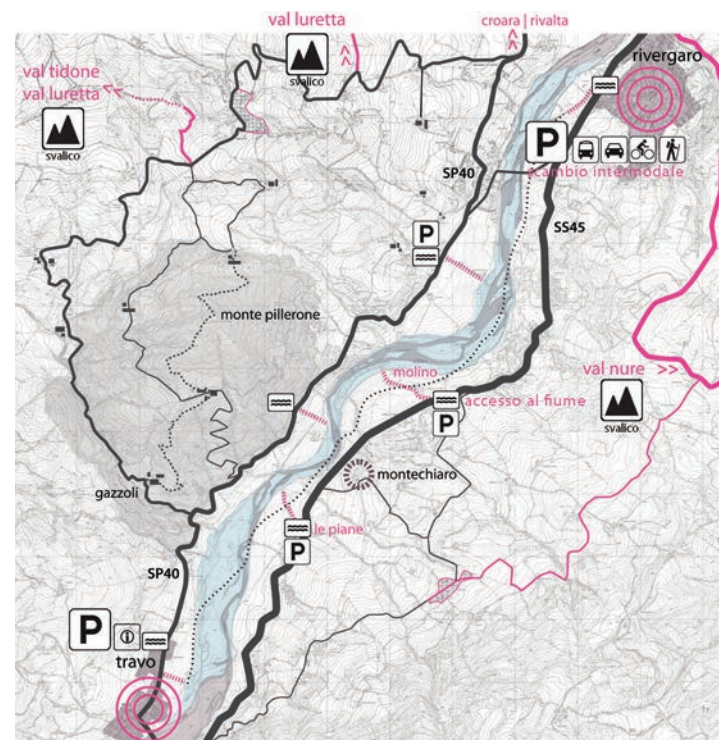 val luretta
croara | rivalta
svalico
rivergaro
val tidone
val luretta
svalico
P
scambio intermodale
SP40
SS45
P
monte pillerone
molino
val nure >>
accesso al fiume
P
svalico
gazzoli
montechiaro
le piane
P
SP40
P
i
travo